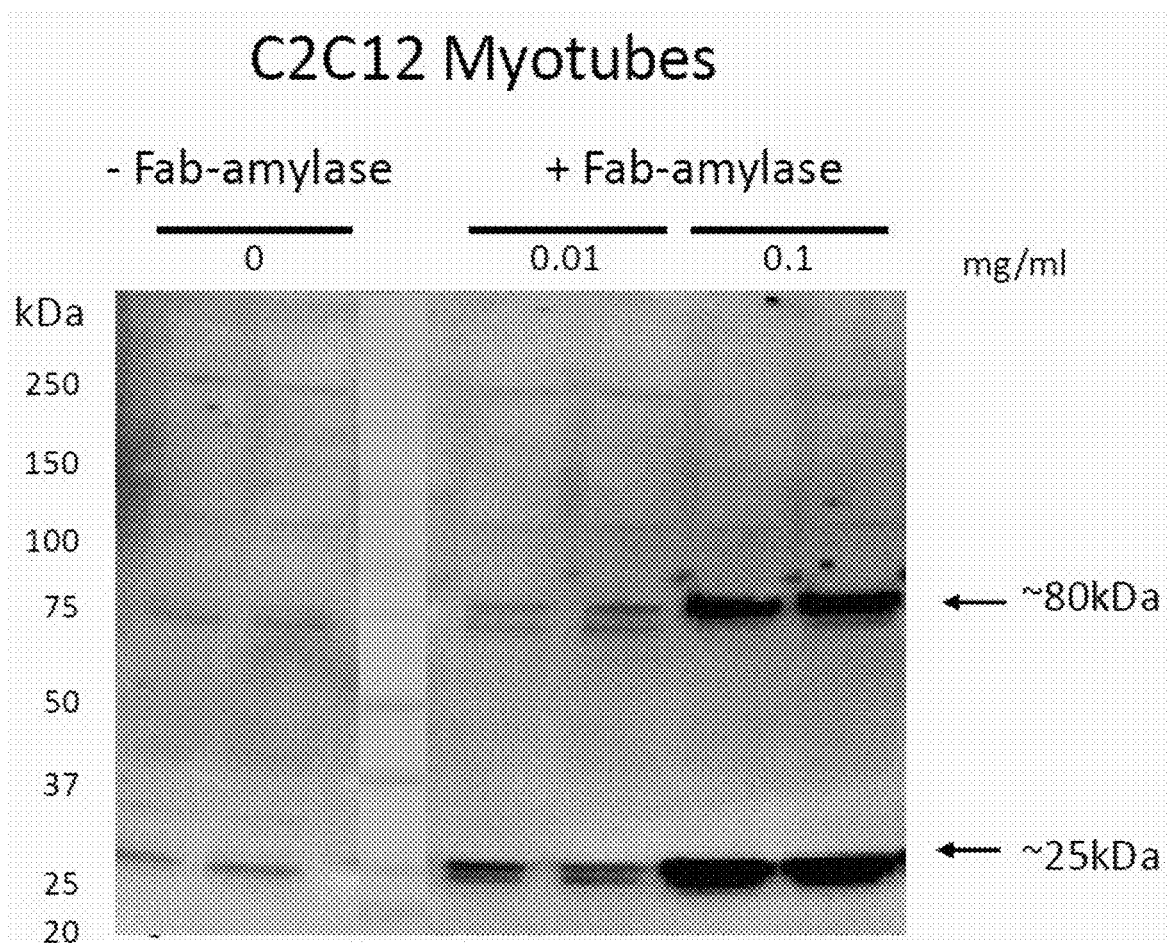 C2C12 Myotubes
- Fab-amylase + Fab-amylase
0 0.01 0.1 mg/ml
kDa
250
150
100
75 ~80kDa
50
37
~25kDa
25
20